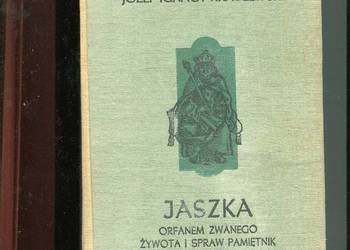 JASZKA
ORFANEM ZWANEGO
ŻYWOTA I SPRAW PAMIĘTNIK